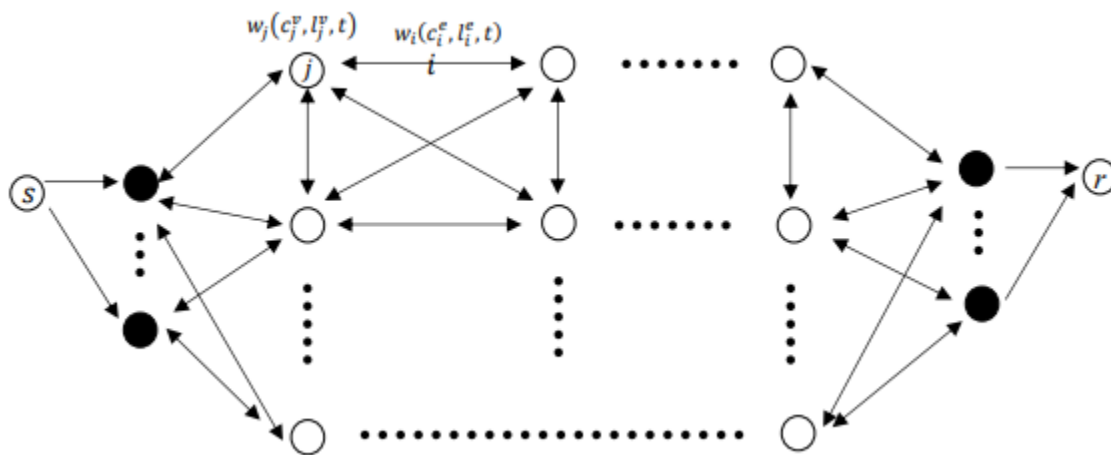 w_j(c_j^v, l_j^v, t)
w_i(c_i^e, l_i^e, t)
j
i
s
r